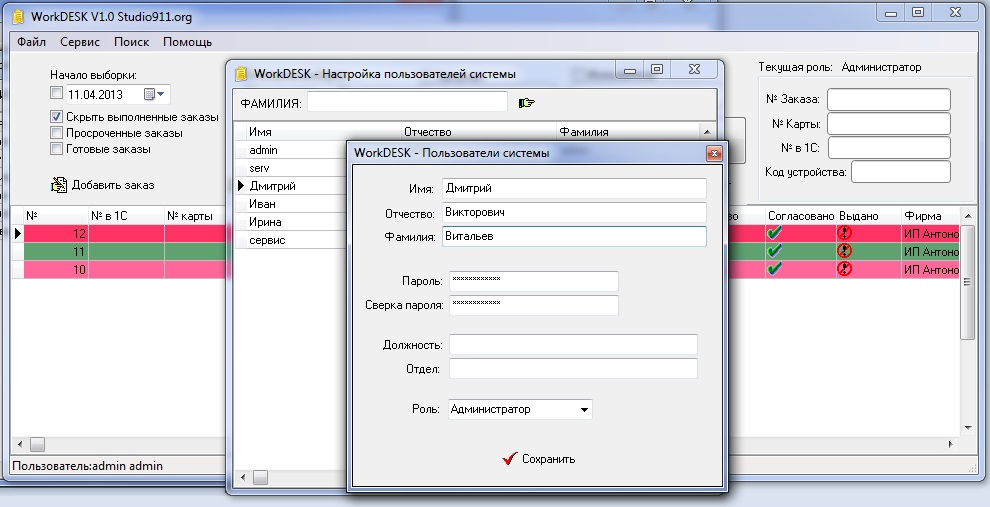 WorkDESK V1.0 Studio911.org
Файл Сервис Поиск Помощь
Начало выборки:
11.04.2013
Скрыть выполненные заказы
Просроченные заказы
Готовые заказы
Добавить заказ
Текущая роль: Администратор
№ Заказа:
№ Карты:
№ в 1С:
Код устройства:
№ № в 1С № карты Согласовано Выдано Фирма
12 ИП Антоно
11 ИП Антоно
10 ИП Антоно
Пользователь:admin admin
WorkDESK - Настройка пользователей системы
ФАМИЛИЯ:
Имя Отчество Фамилия
admin
serv
Дмитрий
Иван
Ирина
сервис
WorkDESK - Пользователи системы
Имя: Дмитрий
Отчество: Викторович
Фамилия: Витальев
Пароль: ************
Сверка пароля: ************
Должность:
Отдел:
Роль: Администратор
Сохранить